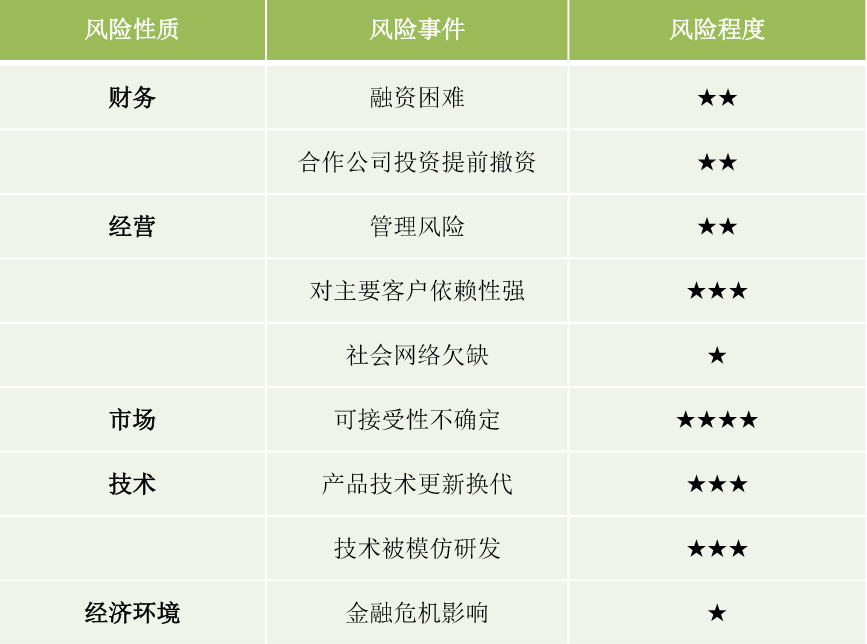 风险性质 风险事件 风险程度
财务 融资困难 ★★
合作公司投资提前撤资 ★★
经营 管理风险 ★★
对主要客户依赖性强 ★★★
社会网络欠缺 ★
市场 可接受性不确定 ★★★★
技术 产品技术更新换代 ★★★
技术被模仿研发 ★★★
经济环境 金融危机影响 ★